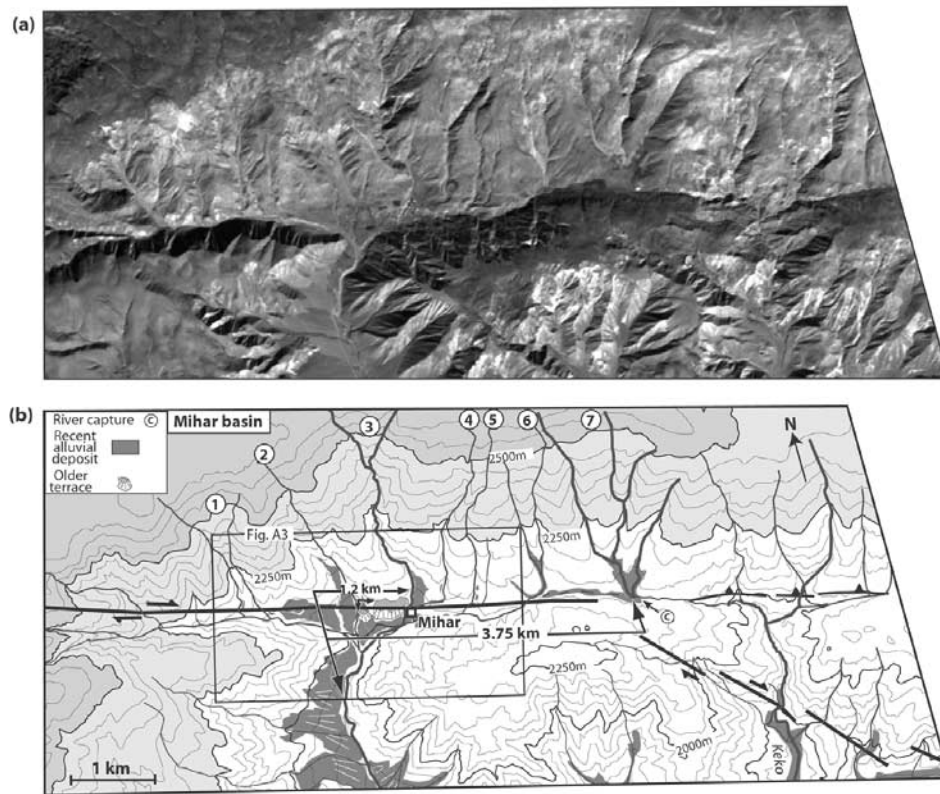 (a)
(b)
River capture ©
Mihar basin
Recent
alluvial
deposit
Older
terrace
1
2
3
4
5
6
7
N
2500m
Fig. A3
2250m
2250m
1.2 km
Mihar
©
3.75 km
2250m
2000m
Keko
1 km